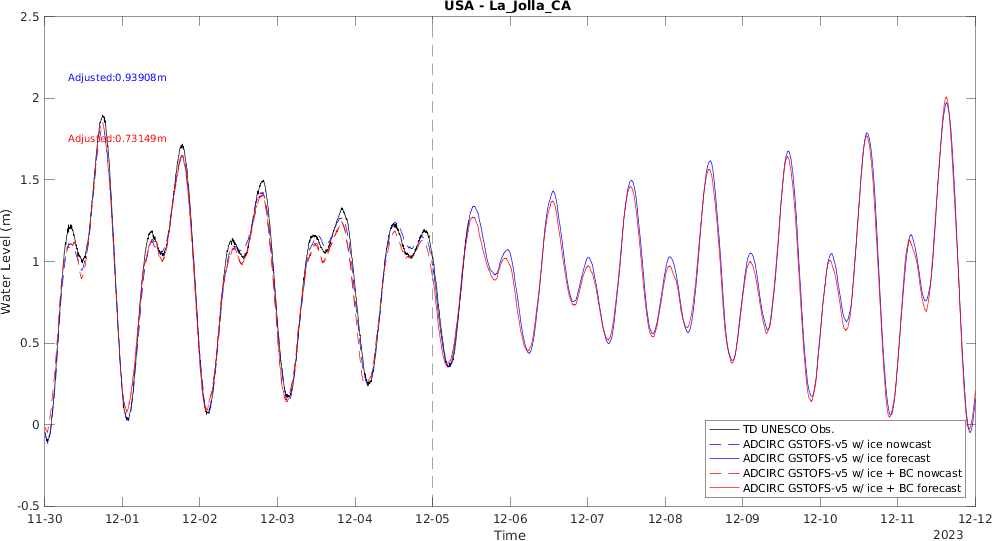 USA - La_Jolla_CA
2.5
2
1.5
1
0.5
0
-0.5
Water Level (m)
Adjusted:0.93908m
Adjusted:0.73149m
TD UNESCO Obs.
ADCIRC GSTOFS-v5 w/ ice nowcast
ADCIRC GSTOFS-v5 w/ ice forecast
ADCIRC GSTOFS-v5 w/ ice + BC nowcast
ADCIRC GSTOFS-v5 w/ ice + BC forecast
11-30 12-01 12-02 12-03 12-04 12-05 12-06 12-07 12-08 12-09 12-10 12-11 12-12
Time
2023